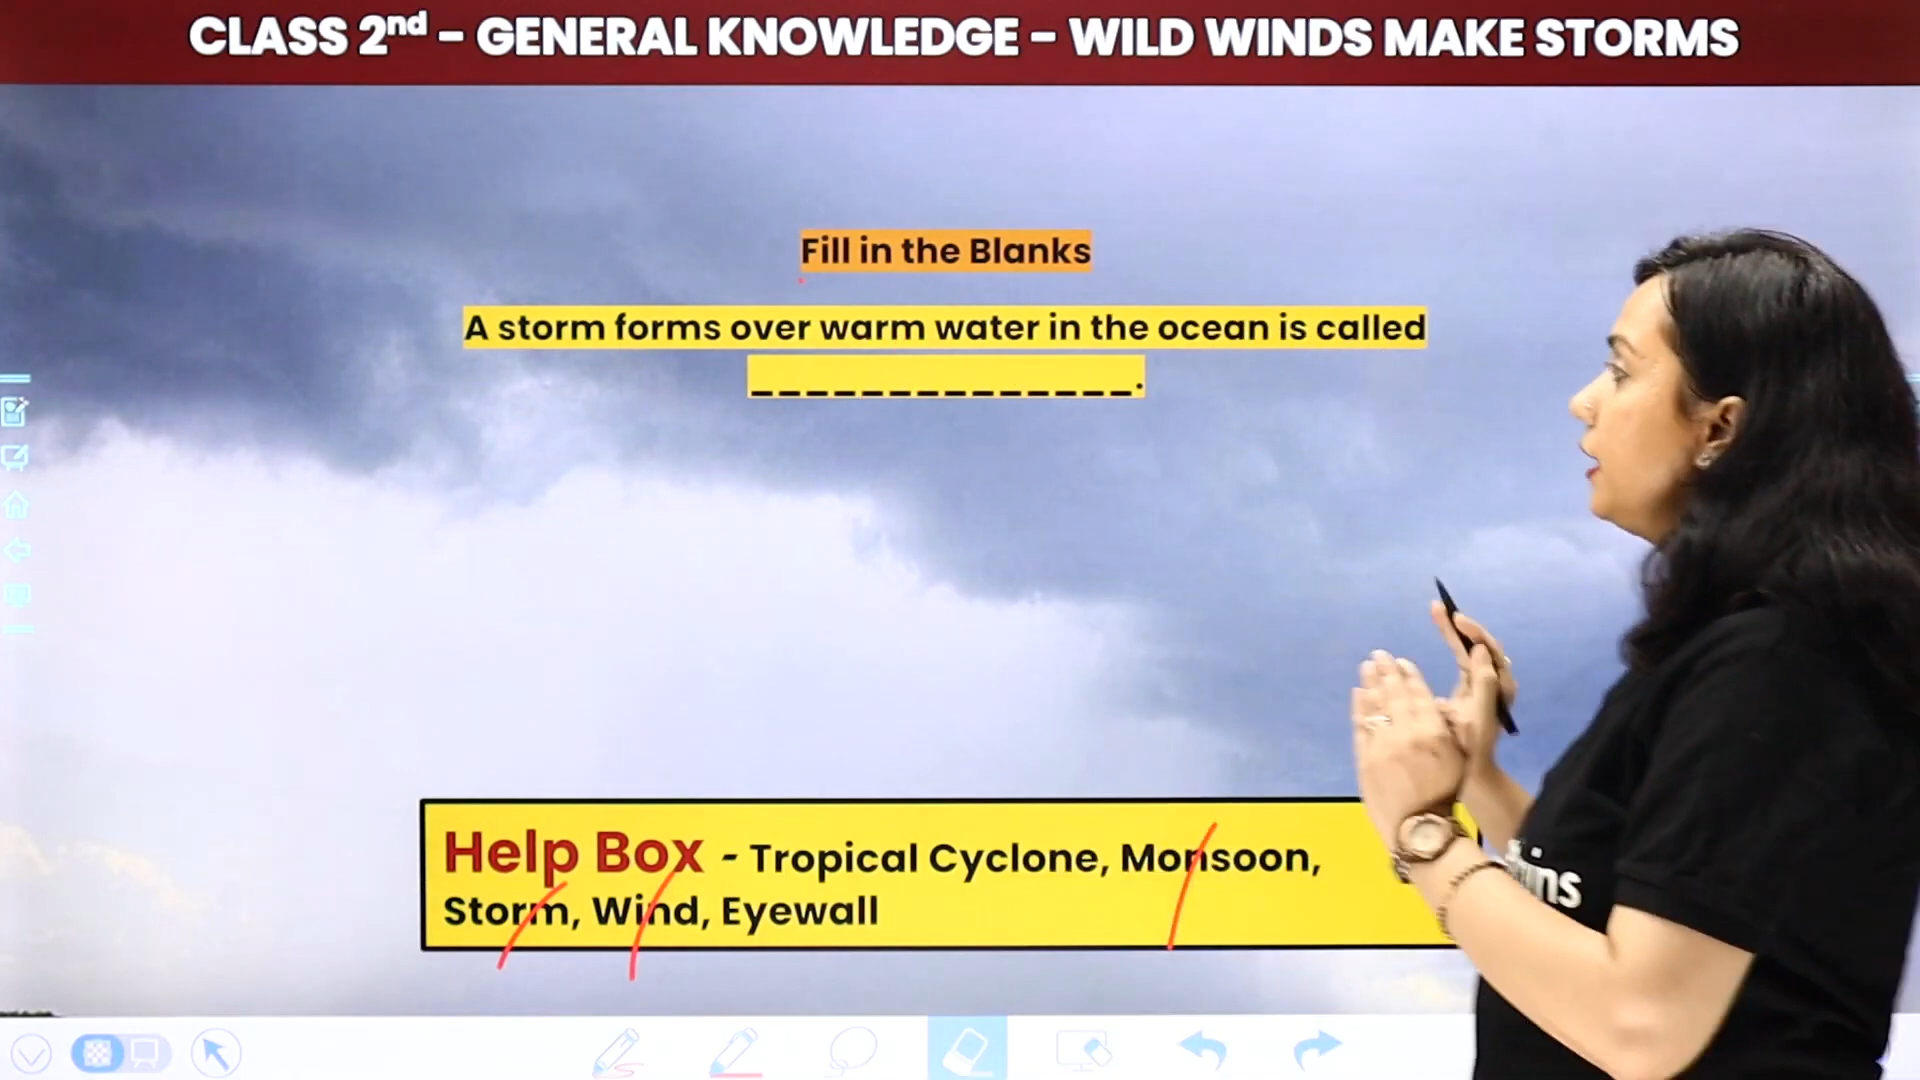 CLASS 2nd - GENERAL KNOWLEDGE - WILD WINDS MAKE STORMS
Fill in the Blanks
A storm forms over warm water in the ocean is called
______________.
Help Box - Tropical Cyclone, Monsoon,
Storm, Wind, Eyewall